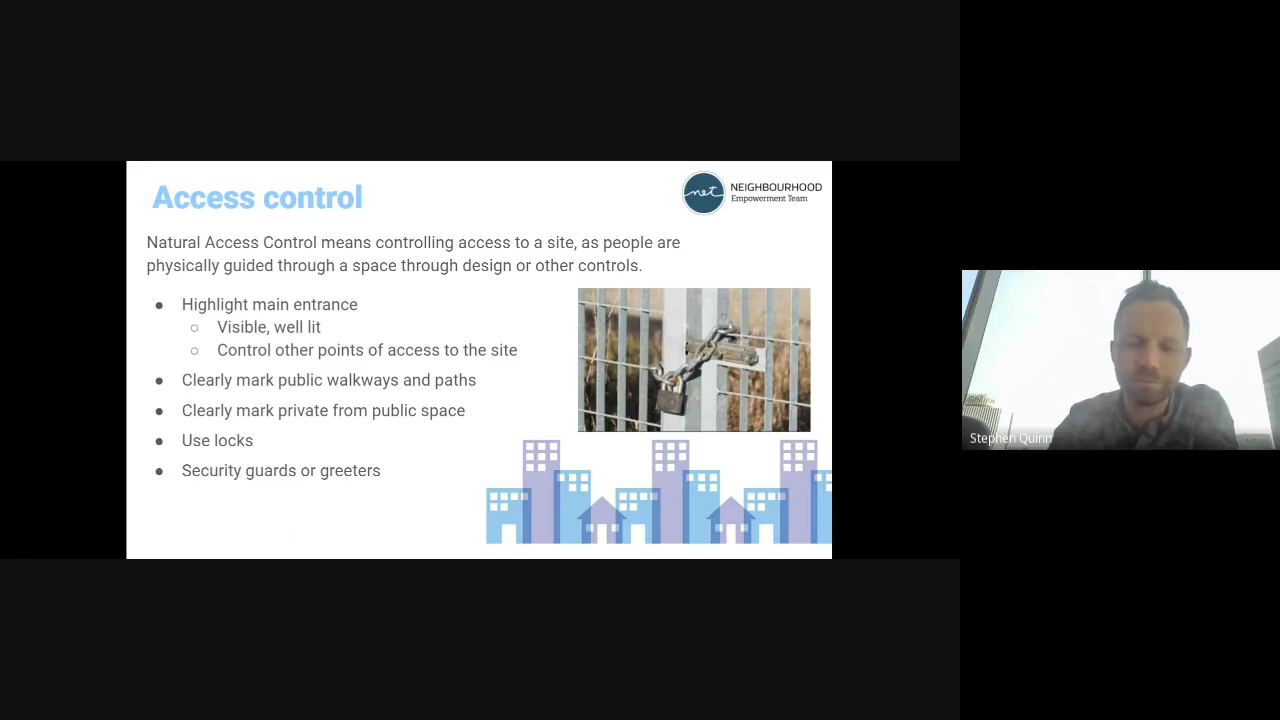 Access control
net
NEIGHBOURHOOD
Empowerment Team
Natural Access Control means controlling access to a site, as people are
physically guided through a space through design or other controls.
● Highlight main entrance
○ Visible, well lit
○ Control other points of access to the site
● Clearly mark public walkways and paths
● Clearly mark private from public space
● Use locks
● Security guards or greeters
Stephen Quinn